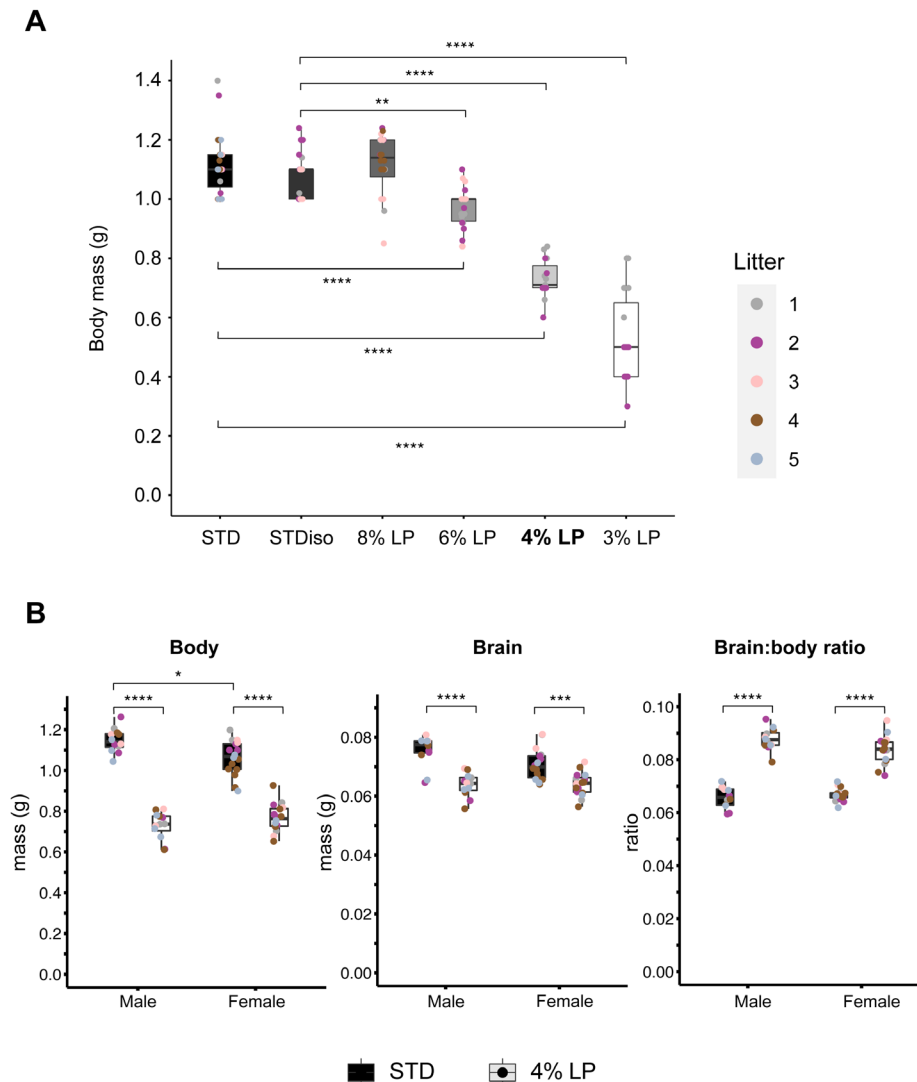 A
****
****
**
1.4
1.2
1.0
0.8
0.6
0.4
0.2
0.0
Body mass (g)
****
****
****
STD STDiso 8% LP 6% LP 4% LP 3% LP
Litter
1
2
3
4
5
B
Body
*
**** ****
1.2
1.0
0.8
0.6
0.4
0.2
0.0
mass (g)
Male Female
Brain
**** ***
0.08
0.06
0.04
0.02
0.00
mass (g)
Male Female
Brain:body ratio
**** ****
0.10
0.08
0.06
0.04
0.02
0.00
ratio
Male Female
STD 4% LP